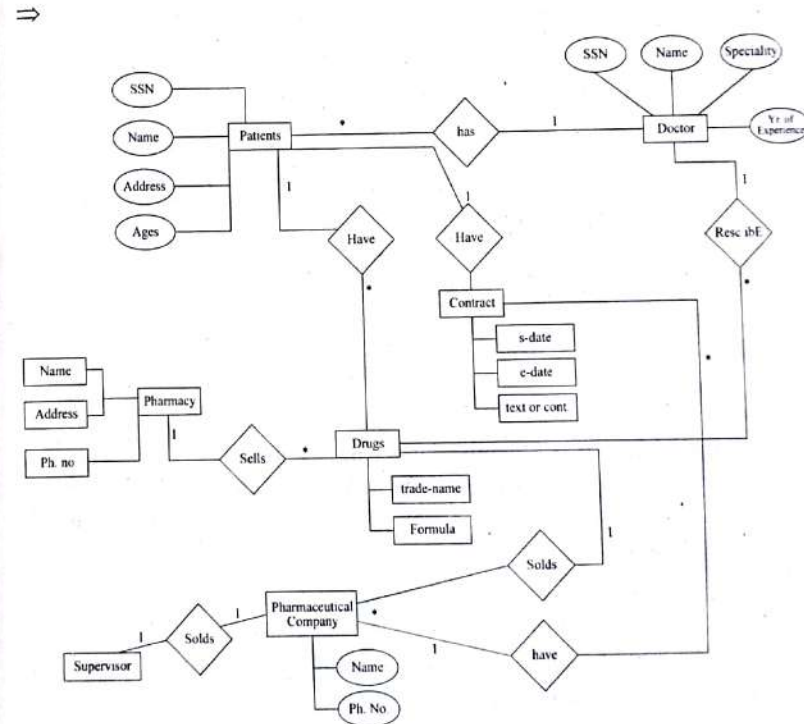 ⇒
SSN
Name
Speciality
SSN
Name
Patients
*
has
1
Doctor
Yr. of
Experience
Address
Ages
1
1
1
Have
Have
Resc ibE
*
*
Contract
s-date
*
e-date
text or cont.
Name
Address
Pharmacy
Ph. no
1
Sells
*
Drugs
trade-name
Formula
1
Solds
Pharmaceutical
Company
*
1
Solds
1
1
have
Supervisor
Name
Ph. No.